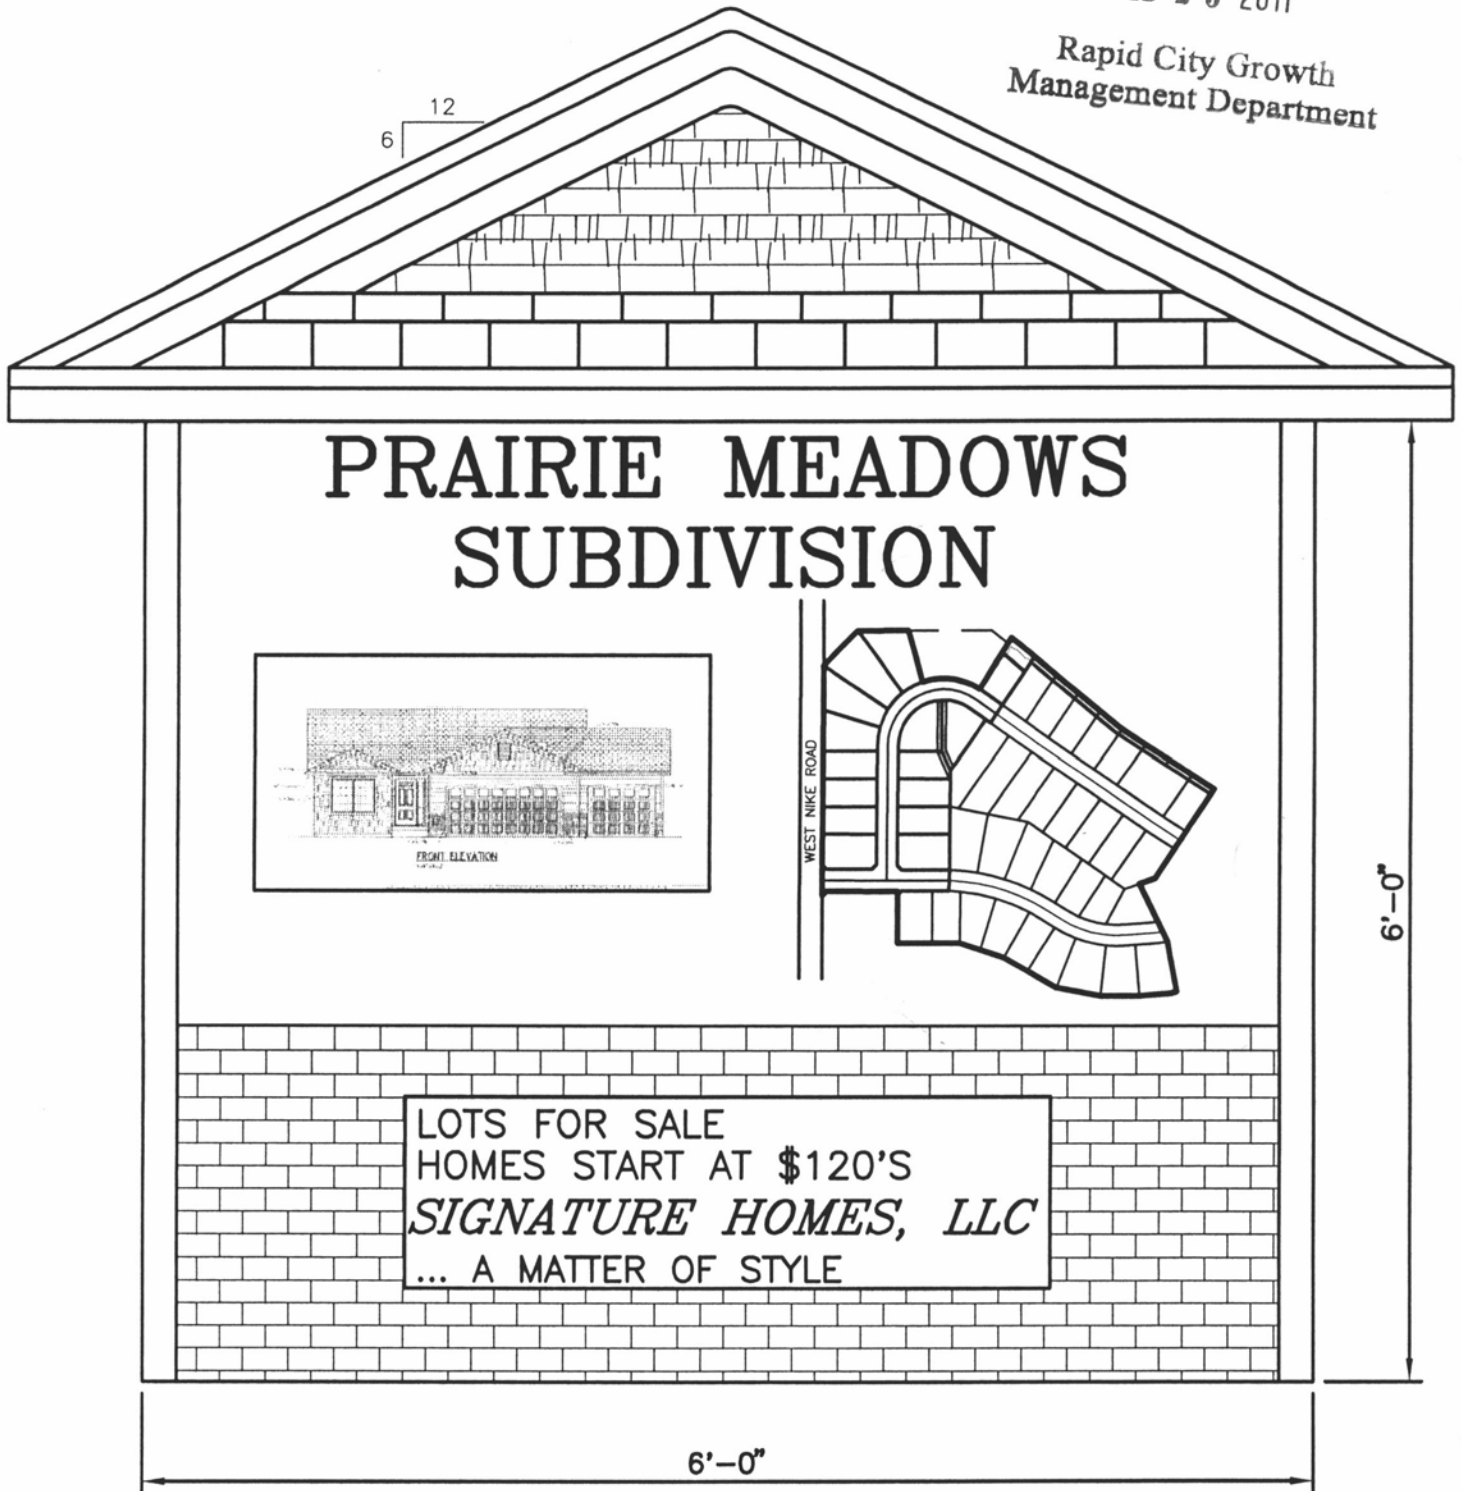 2011
Rapid City Growth
Management Department
12
6
PRAIRIE MEADOWS
SUBDIVISION
WEST NIKE ROAD
FRONT ELEVATION
6'-0"
LOTS FOR SALE
HOMES START AT $120'S
SIGNATURE HOMES, LLC
... A MATTER OF STYLE
6'-0"